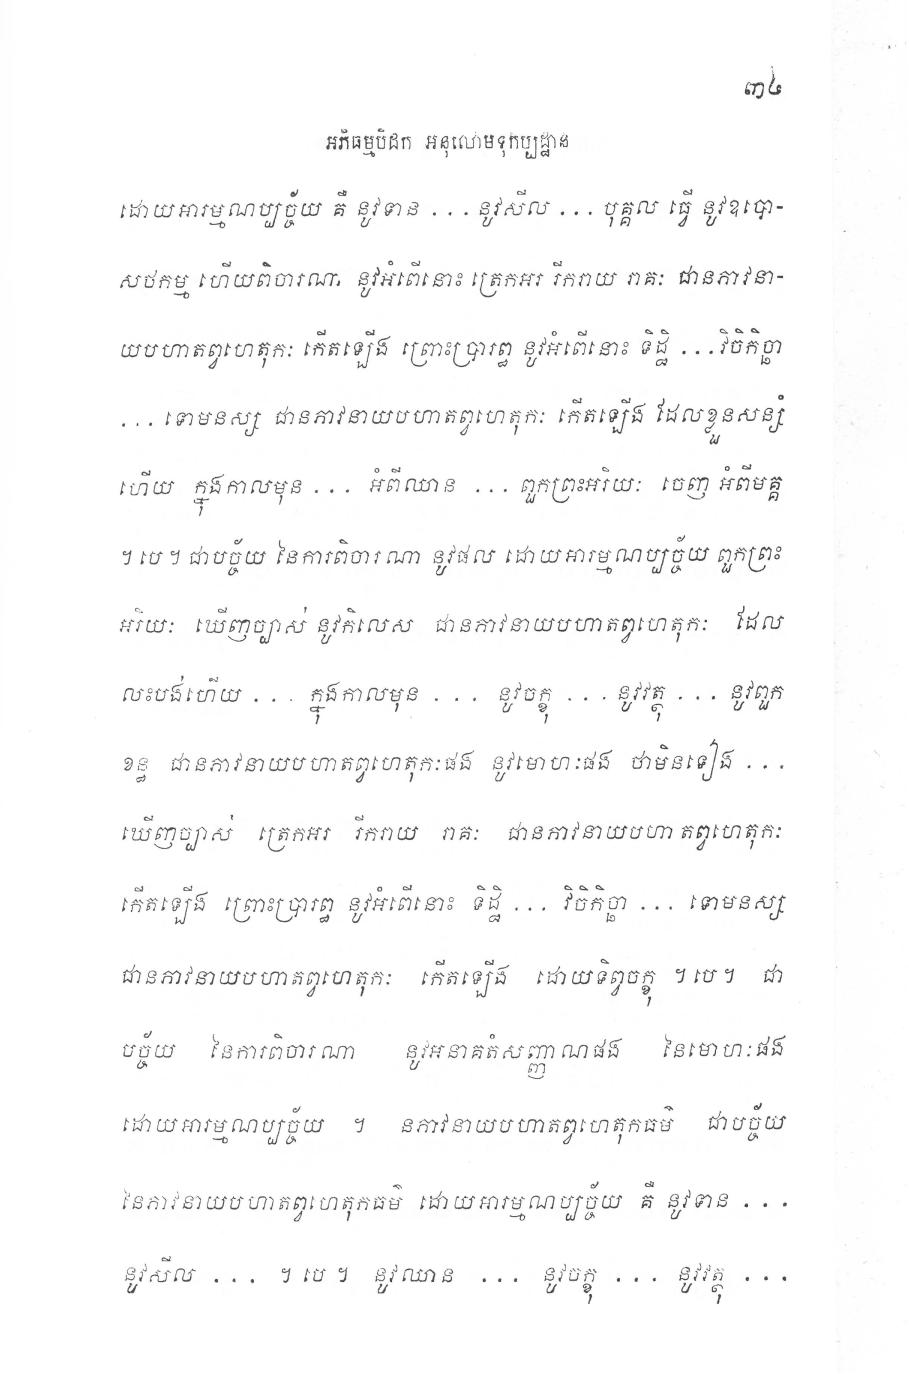 ៣៤
អភិធម្មបិដក អនុលោមទុកប្បដ្ឋាន
ដោយអារម្មណប្បច្ច័យ គឺ នូវទាន ... នូវសីល ... បុគ្គល ធ្វើ នូវឧបោ-
សថកម្ម ហើយពិចារណា នូវអំពើនោះ ត្រេកអរ រីករាយ រាគៈ ជានភាវនា-
យបហាតព្វហេតុកៈ កើតឡើង ព្រោះប្រារព្ធ នូវអំពើនោះ ទិដ្ឋិ ...វិចិកិច្ឆា
... ទោមនស្ស ជានភាវនាយបហាតព្វហេតុកៈ កើតឡើង ដែលខ្លួនសន្សំ
ហើយ ក្នុងកាលមុន ... អំពីឈាន ... ពួកព្រះអរិយៈ ចេញ អំពីមគ្គ
។ បេ ។ ជាបច្ច័យ នៃការពិចារណា នូវផល ដោយអារម្មណប្បច្ច័យ ពួកព្រះ
អរិយៈ ឃើញច្បាស់ នូវកិលេស ជានភាវនាយបហាតព្វហេតុកៈ ដែល
លះបង់ហើយ ... ក្នុងកាលមុន ... នូវចក្ខុ ... នូវវត្ថុ ... នូវពួក
ខន្ធ ជានភាវនាយបហាតព្វហេតុកៈផង នូវមោហៈផង ថាមិនទៀង ...
ឃើញច្បាស់ ត្រេកអរ រីករាយ រាគៈ ជានភាវនាយបហាតព្វហេតុកៈ
កើតឡើង ព្រោះប្រារព្ធ នូវអំពើនោះ ទិដ្ឋិ ... វិចិកិច្ឆា ... ទោមនស្ស
ជានភាវនាយបហាតព្វហេតុកៈ កើតឡើង ដោយទិព្វចក្ខុ ។ បេ ។ ជា
បច្ច័យ នៃការពិចារណា នូវអនាគតំសញ្ញាណផង នៃមោហៈផង
ដោយអារម្មណប្បច្ច័យ ។ នភាវនាយបហាតព្វហេតុកធម៌ ជាបច្ច័យ
នៃភាវនាយបហាតព្វហេតុកធម៌ ដោយអារម្មណប្បច្ច័យ គឺ នូវទាន ...
នូវសីល ... ។ បេ ។ នូវឈាន ... នូវចក្ខុ ... នូវវត្ថុ ...